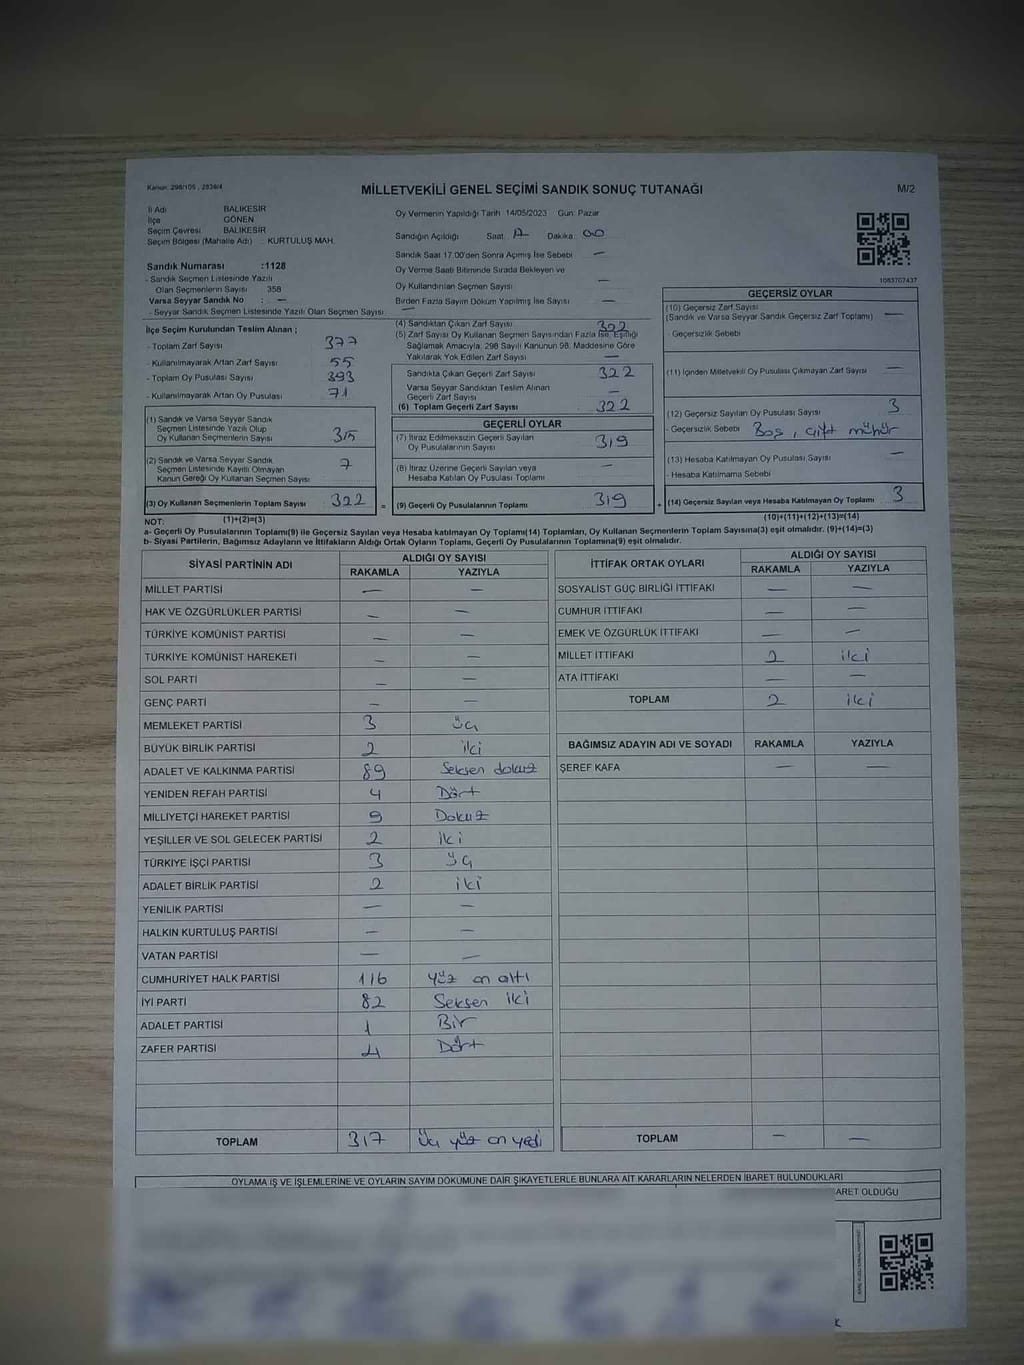 Kanun: 298/105 , 2839/4
MİLLETVEKİLİ GENEL SEÇİMİ SANDIK SONUÇ TUTANAĞI
M/2
İl Adı BALIKESİR
İlçe GÖNEN
Seçim Çevresi BALIKESİR
Seçim Bölgesi (Mahalle Adı) : KURTULUŞ MAH.
Oy Vermenin Yapıldığı Tarih 14/05/2023 Gün: Pazar
Sandığın Açıldığı Saat Dakika 00
Sandık Saat 17.00'den Sonra Açılmış İse Sebebi —
Oy Verme Saati Bitiminde Sırada Bekleyen ve
Oy Kullandırılan Seçmen Sayısı —
Birden Fazla Sayım Döküm Yapılmış İse Sayısı —
1083707437
Sandık Numarası :1128
- Sandık Seçmen Listesinde Yazılı
Olan Seçmenlerin Sayısı 358
Varsa Seyyar Sandık No : —
- Seyyar Sandık Seçmen Listesinde Yazılı Olan Seçmen Sayısı: —
İlçe Seçim Kurulundan Teslim Alınan ;
- Toplam Zarf Sayısı 377
- Kullanılmayarak Artan Zarf Sayısı 55
- Toplam Oy Pusulası Sayısı 393
- Kullanılmayarak Artan Oy Pusulası 71
(1) Sandık ve Varsa Seyyar Sandık
Seçmen Listesinde Yazılı Olup
Oy Kullanan Seçmenlerin Sayısı 315
(2) Sandık ve Varsa Seyyar Sandık
Seçmen Listesinde Kayıtlı Olmayan
Kanun Gereği Oy Kullanan Seçmen Sayısı 7
(3) Oy Kullanan Seçmenlerin Toplam Sayısı 322 =
(1)+(2)=(3)
(4) Sandıktan Çıkan Zarf Sayısı 322
(5) Zarf Sayısı Oy Kullanan Seçmen Sayısından Fazla İse, Eşitliği
Sağlamak Amacıyla, 298 Sayılı Kanunun 98. Maddesine Göre
Yakılarak Yok Edilen Zarf Sayısı —
Sandıkta Çıkan Geçerli Zarf Sayısı 322
Varsa Seyyar Sandıktan Teslim Alınan
Geçerli Zarf Sayısı —
(6) Toplam Geçerli Zarf Sayısı 322
GEÇERLİ OYLAR
(7) İtiraz Edilmeksizin Geçerli Sayılan
Oy Pusulalarının Sayısı 319
(8) İtiraz Üzerine Geçerli Sayılan veya
Hesaba Katılan Oy Pusulası Toplamı —
(9) Geçerli Oy Pusulalarının Toplamı 319 +
GEÇERSİZ OYLAR
(10) Geçersiz Zarf Sayısı
(Sandık ve Varsa Seyyar Sandık Geçersiz Zarf Toplamı) —
- Geçersizlik Sebebi
(11) İçinden Milletvekili Oy Pusulası Çıkmayan Zarf Sayısı —
(12) Geçersiz Sayılan Oy Pusulası Sayısı 3
- Geçersizlik Sebebi Boş , çift mühür
(13) Hesaba Katılmayan Oy Pusulası Sayısı —
- Hesaba Katılmama Sebebi
(14) Geçersiz Sayılan veya Hesaba Katılmayan Oy Toplamı 3
(10)+(11)+(12)+(13)=(14)
NOT:
a- Geçerli Oy Pusulalarının Toplamı(9) ile Geçersiz Sayılan veya Hesaba katılmayan Oy Toplamı(14) Toplamları, Oy Kullanan Seçmenlerin Toplam Sayısına(3) eşit olmalıdır. (9)+(14)=(3)
b- Siyasi Partilerin, Bağımsız Adayların ve İttifakların Aldığı Ortak Oyların Toplamı, Geçerli Oy Pusulalarının Toplamına(9) eşit olmalıdır.
SİYASİ PARTİNİN ADI ALDIĞI OY SAYISI
RAKAMLA YAZIYLA
MİLLET PARTİSİ — —
HAK VE ÖZGÜRLÜKLER PARTİSİ — —
TÜRKİYE KOMÜNİST PARTİSİ — —
TÜRKİYE KOMÜNİST HAREKETİ — —
SOL PARTİ — —
GENÇ PARTİ — —
MEMLEKET PARTİSİ 3 üç
BÜYÜK BİRLİK PARTİSİ 2 iki
ADALET VE KALKINMA PARTİSİ 89 Seksen dokuz
YENİDEN REFAH PARTİSİ 4 Dört
MİLLİYETÇİ HAREKET PARTİSİ 9 Dokuz
YEŞİLLER VE SOL GELECEK PARTİSİ 2 iki
TÜRKİYE İŞÇİ PARTİSİ 3 üç
ADALET BİRLİK PARTİSİ 2 iki
YENİLİK PARTİSİ — —
HALKIN KURTULUŞ PARTİSİ — —
VATAN PARTİSİ — —
CUMHURİYET HALK PARTİSİ 116 Yüz on altı
İYİ PARTİ 82 Seksen iki
ADALET PARTİSİ 1 Bir
ZAFER PARTİSİ 4 Dört
TOPLAM 317 Üç yüz on yedi
İTTİFAK ORTAK OYLARI ALDIĞI OY SAYISI
RAKAMLA YAZIYLA
SOSYALİST GÜÇ BİRLİĞİ İTTİFAKI — —
CUMHUR İTTİFAKI — —
EMEK VE ÖZGÜRLÜK İTTİFAKI — —
MİLLET İTTİFAKI 2 iki
ATA İTTİFAKI — —
TOPLAM 2 iki
BAĞIMSIZ ADAYIN ADI VE SOYADI RAKAMLA YAZIYLA
ŞEREF KAFA — —
TOPLAM — —
OYLAMA İŞ VE İŞLEMLERİNE VE OYLARIN SAYIM DÖKÜMÜNE DAİR ŞİKAYETLERLE BUNLARA AİT KARARLARIN NELERDEN İBARET BULUNDUKLARI
ARET OLDUĞU